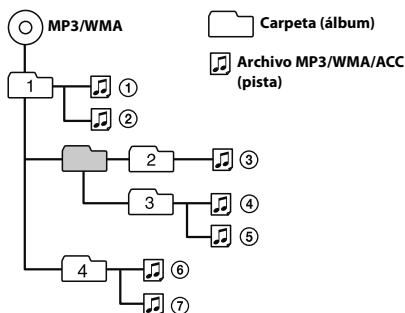 MP3/WMA
Carpeta (álbum)
Archivo MP3/WMA/ACC
(pista)
1
①
②
2
③
3
④
⑤
4
⑥
⑦